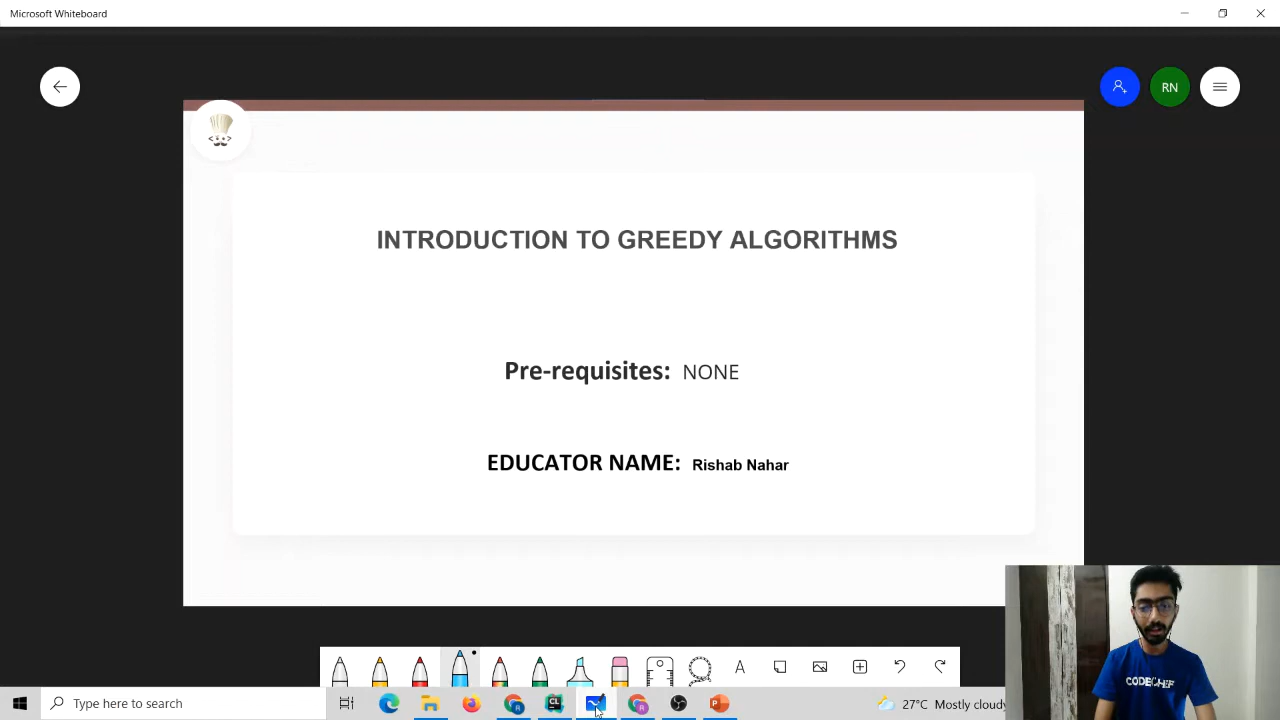 Microsoft Whiteboard
RN
INTRODUCTION TO GREEDY ALGORITHMS
Pre-requisites: NONE
EDUCATOR NAME: Rishab Nahar
CODECHEF
A
CL
Type here to search
27°C Mostly cloudy